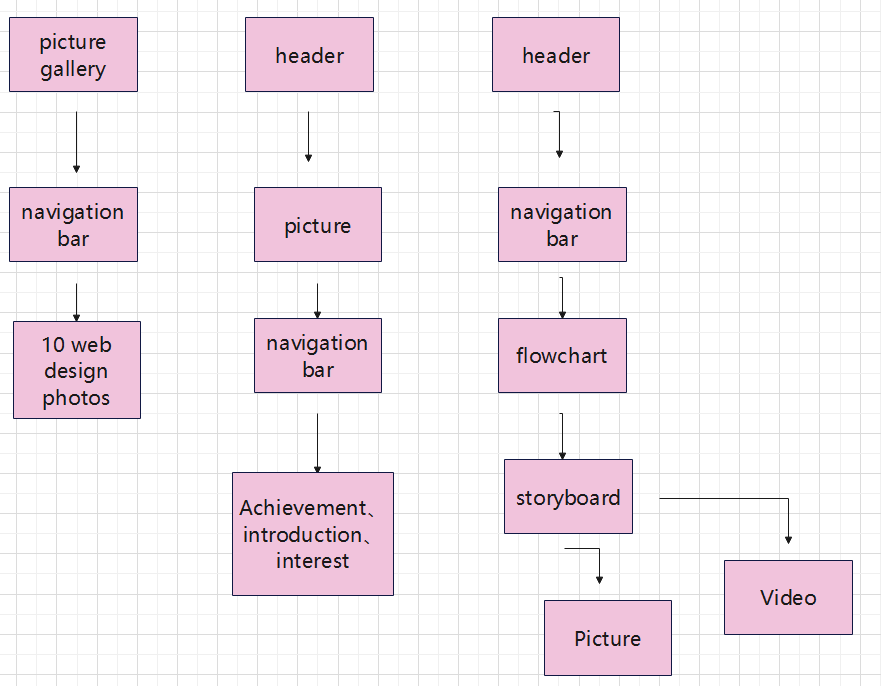 picture
gallery
header
header
navigation
bar
picture
navigation
bar
10 web
design
photos
navigation
bar
flowchart
Achievement、
introduction、
interest
storyboard
Video
Picture